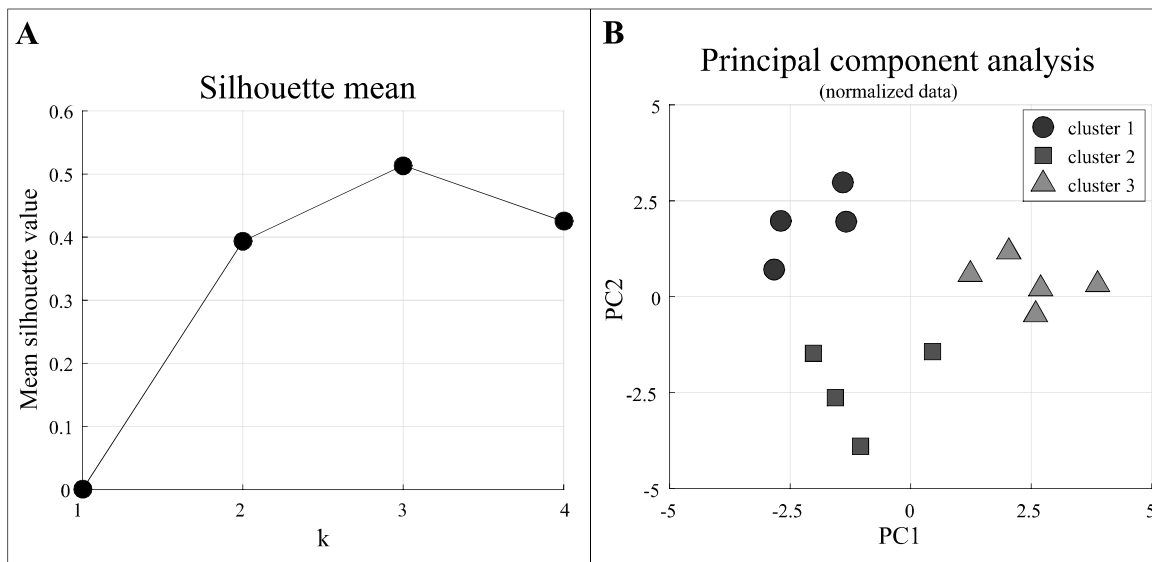 A
Silhouette mean
0.6
0.5
0.4
0.3
0.2
0.1
0
Mean silhouette value
1 2 3 4
k
B
Principal component analysis
(normalized data)
cluster 1
cluster 2
cluster 3
5
2.5
0
-2.5
-5
PC2
-5 -2.5 0 2.5 5
PC1